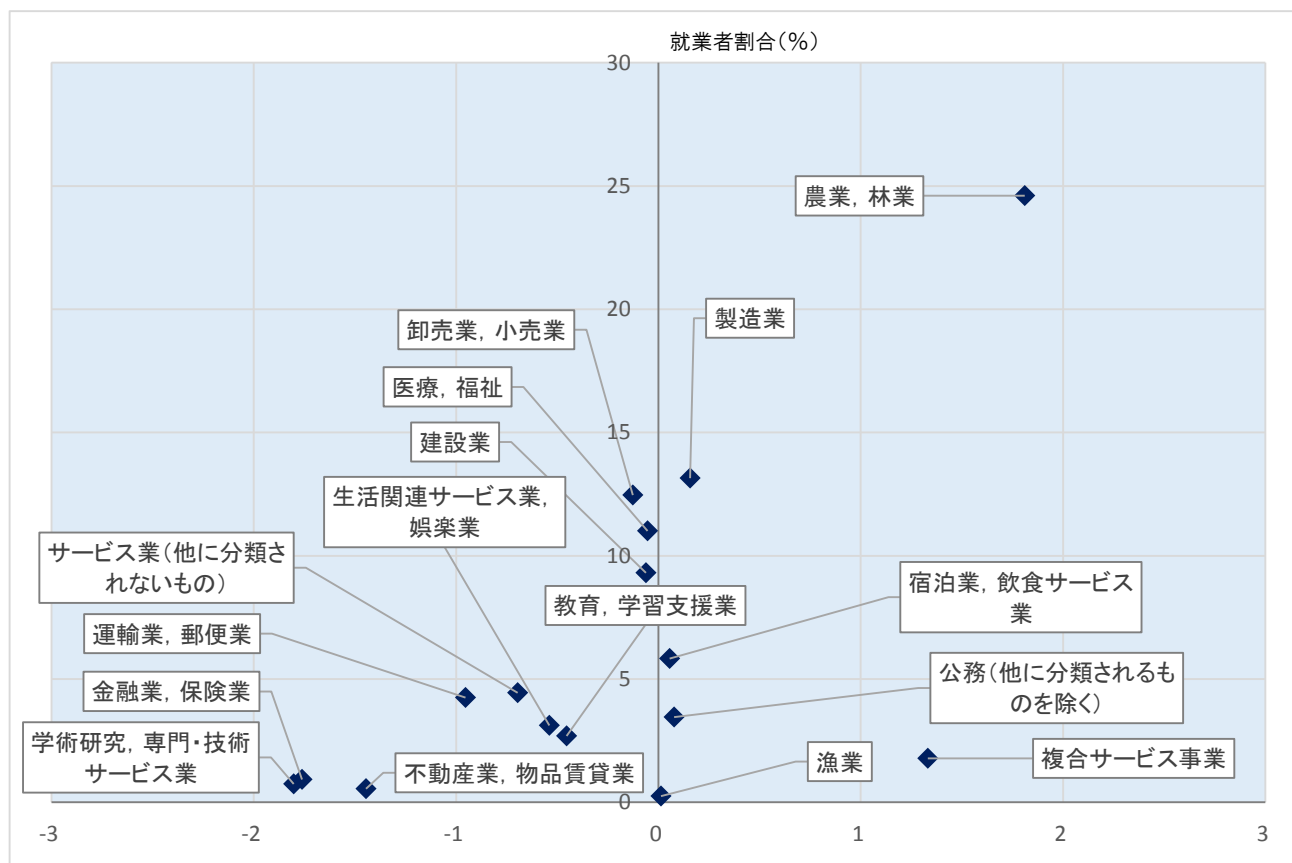 就業者割合(%)
30
25
20
15
10
5
0
-3
-2
-1
0
1
2
3
農業, 林業
製造業
卸売業, 小売業
医療, 福祉
建設業
生活関連サービス業,
娯楽業
サービス業(他に分類さ
れないもの)
教育, 学習支援業
宿泊業, 飲食サービス
業
運輸業, 郵便業
公務(他に分類されるも
のを除く)
金融業, 保険業
学術研究, 専門・技術
サービス業
不動産業, 物品賃貸業
漁業
複合サービス事業